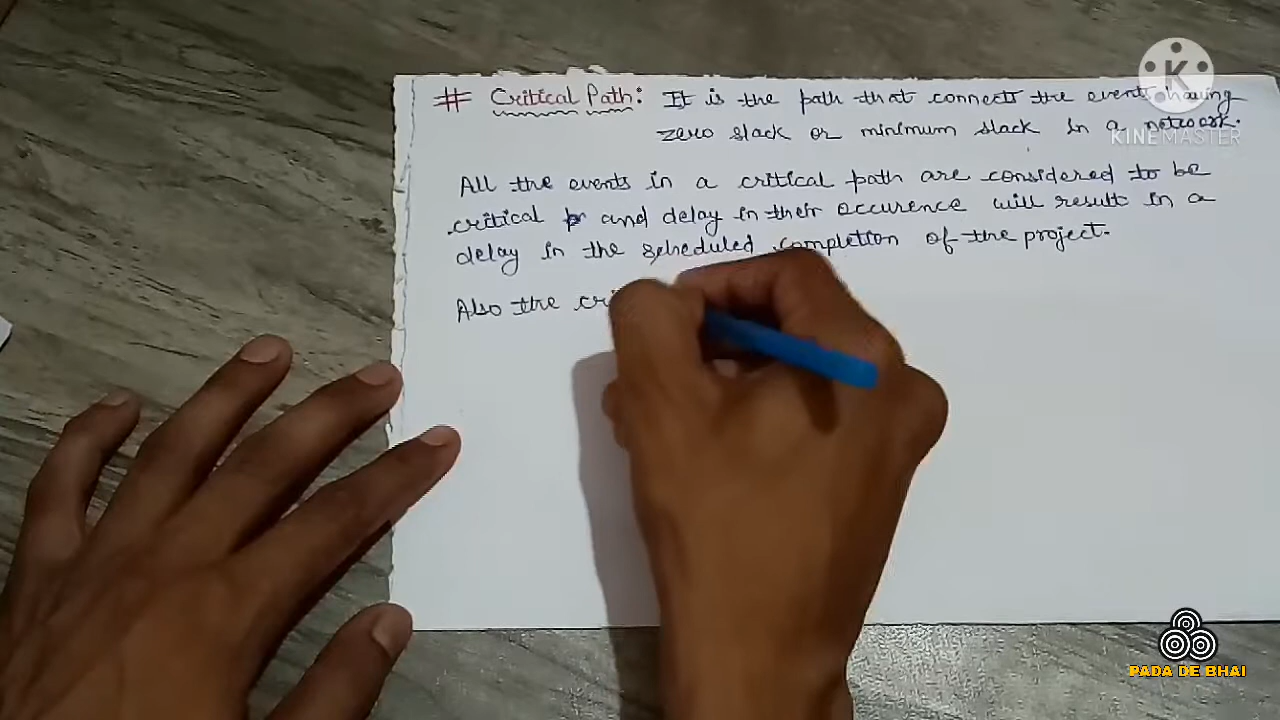 # Critical Path: It is the path that connects the events having
zero slack or minimum slack in a network.
All the events in a critical path are considered to be
critical and delay in their occurence will result in a
delay in the scheduled completion of the project.
Also the cri
K
KINEMASTER
PADA DE BHAI